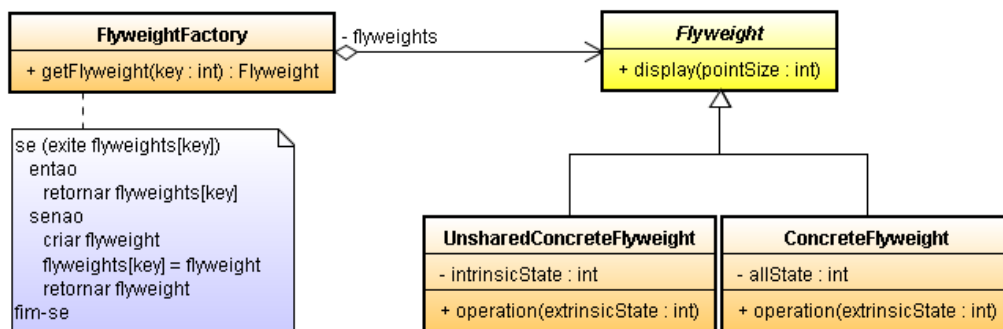 FlyweightFactory
+ getFlyweight(key : int) : Flyweight
- flyweights
Flyweight
+ display(pointSize : int)
se (exite flyweights[key])
entao
retornar flyweights[key]
senao
criar flyweight
flyweights[key] = flyweight
retornar flyweight
fim-se
UnsharedConcreteFlyweight
- intrinsicState : int
+ operation(extrinsicState : int)
ConcreteFlyweight
- allState : int
+ operation(extrinsicState : int)